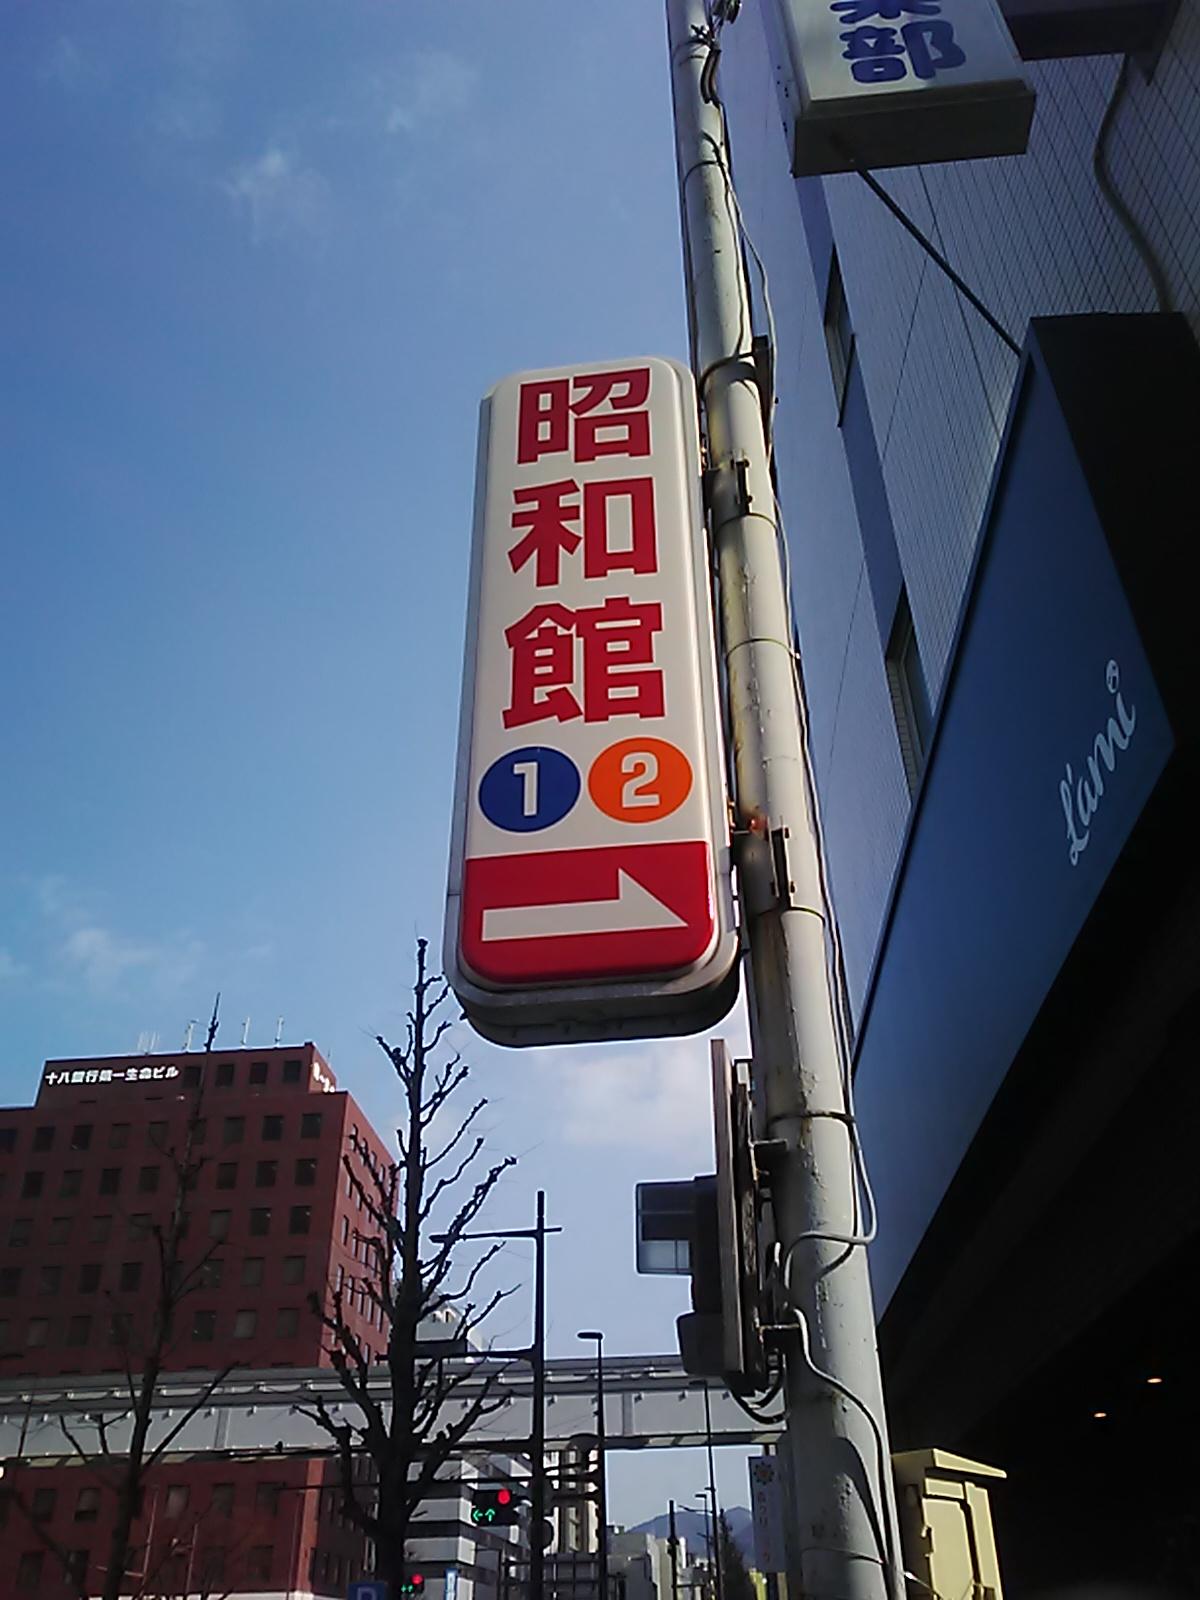 部
昭和館
1 2
l'ami
十八銀行第一生命ビル